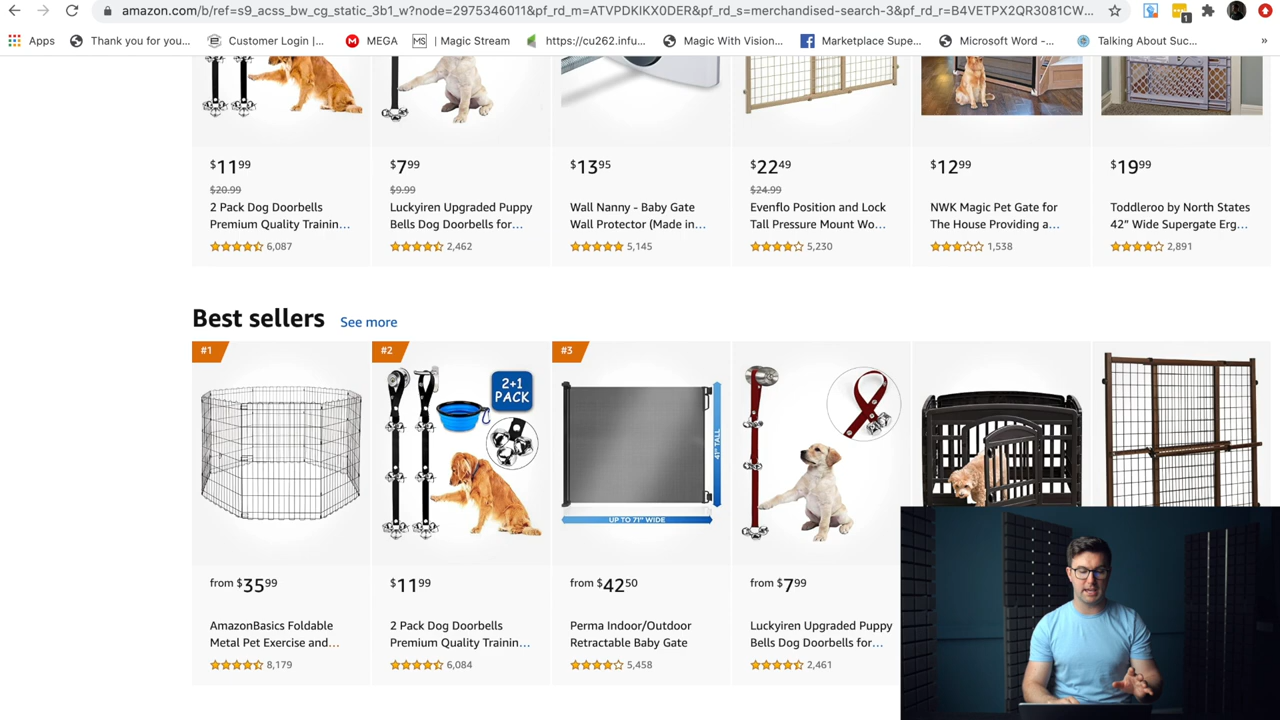 amazon.com/b/ref=s9_acss_bw_cg_static_3b1_w?node=2975346011&pf_rd_m=ATVPDKIKX0DER&pf_rd_s=merchandised-search-3&pf_rd_r=B4VETPX2QR3081CW...
1
Apps Thank you for you... Customer Login |... MEGA MS | Magic Stream https://cu262.infu... Magic With Vision... Marketplace Supe... Microsoft Word -... Talking About Suc... »
$11.99 $7.99 $13.95 $22.49 $12.99 $19.99
$20.99 $9.99 $24.99
2 Pack Dog Doorbells Luckyiren Upgraded Puppy Wall Nanny - Baby Gate Evenflo Position and Lock NWK Magic Pet Gate for Toddleroo by North States
Premium Quality Trainin... Bells Dog Doorbells for... Wall Protector (Made in... Tall Pressure Mount Wo... The House Providing a... 42” Wide Supergate Erg...
6,087 2,462 5,145 5,230 1,538 2,891
Best sellers See more
#1 #2 #3
2+1
PACK
41" TALL
UP TO 71" WIDE
from $35.99 $11.99 from $42.50 from $7.99
AmazonBasics Foldable 2 Pack Dog Doorbells Perma Indoor/Outdoor Luckyiren Upgraded Puppy
Metal Pet Exercise and... Premium Quality Trainin... Retractable Baby Gate Bells Dog Doorbells for...
8,179 6,084 5,458 2,461